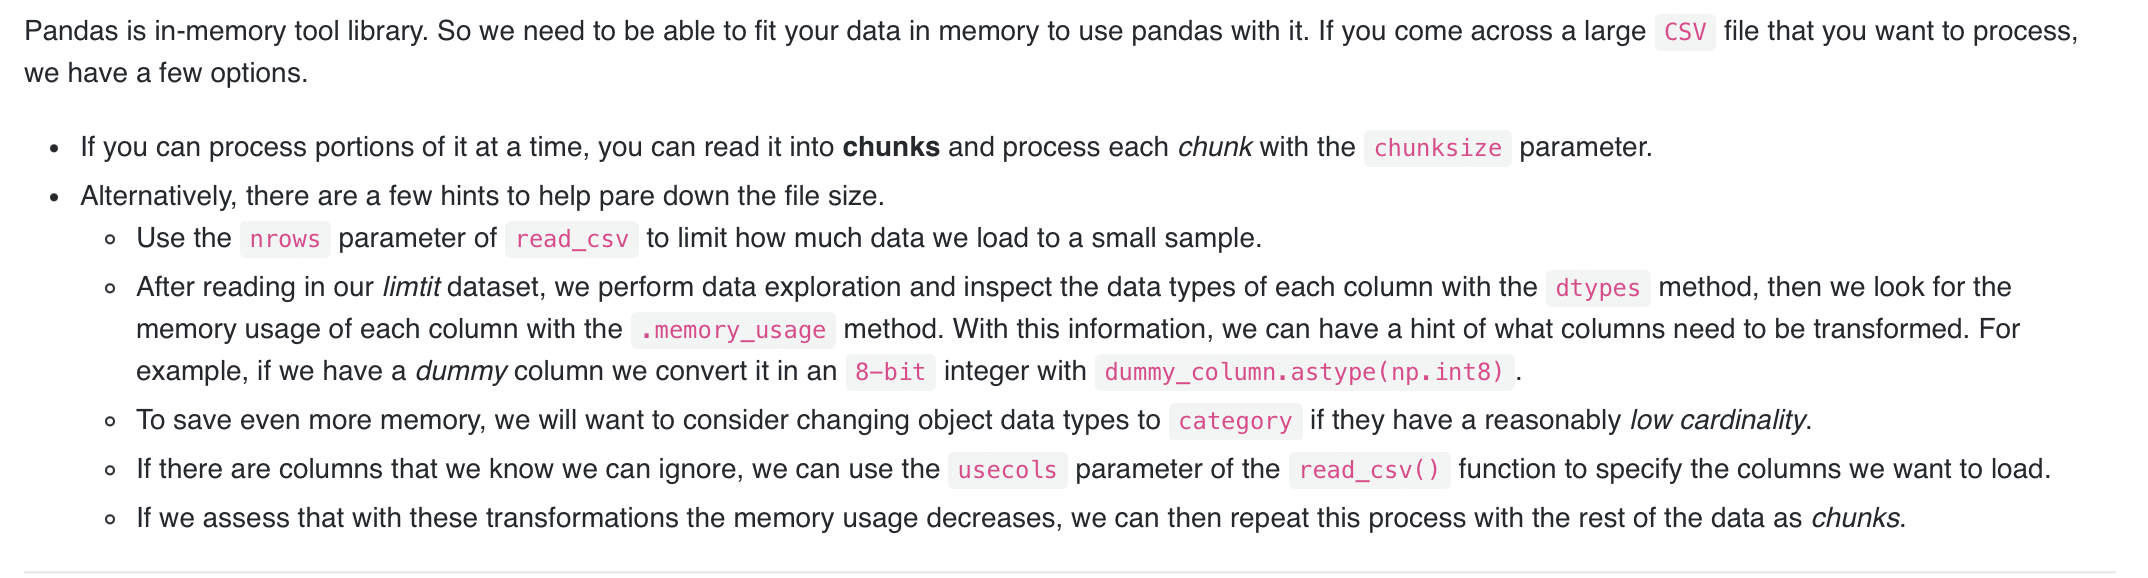 Pandas is in-memory tool library. So we need to be able to fit your data in memory to use pandas with it. If you come across a large CSV file that you want to process,
we have a few options.
• If you can process portions of it at a time, you can read it into chunks and process each chunk with the chunksize parameter.
• Alternatively, there are a few hints to help pare down the file size.
◦ Use the nrows parameter of read_csv to limit how much data we load to a small sample.
◦ After reading in our limtit dataset, we perform data exploration and inspect the data types of each column with the dtypes method, then we look for the
memory usage of each column with the .memory_usage method. With this information, we can have a hint of what columns need to be transformed. For
example, if we have a dummy column we convert it in an 8-bit integer with dummy_column.astype(np.int8) .
◦ To save even more memory, we will want to consider changing object data types to category if they have a reasonably low cardinality.
◦ If there are columns that we know we can ignore, we can use the usecols parameter of the read_csv() function to specify the columns we want to load.
◦ If we assess that with these transformations the memory usage decreases, we can then repeat this process with the rest of the data as chunks.